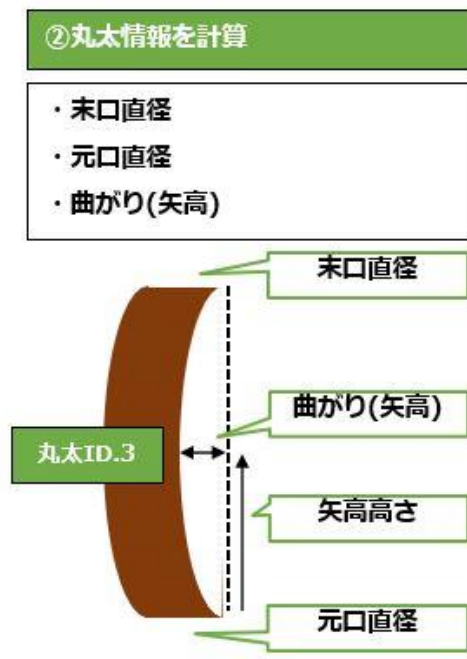 ②丸太情報を計算
・末口直径
・元口直径
・曲がり(矢高)
末口直径
曲がり(矢高)
丸太ID.3
矢高高さ
元口直径